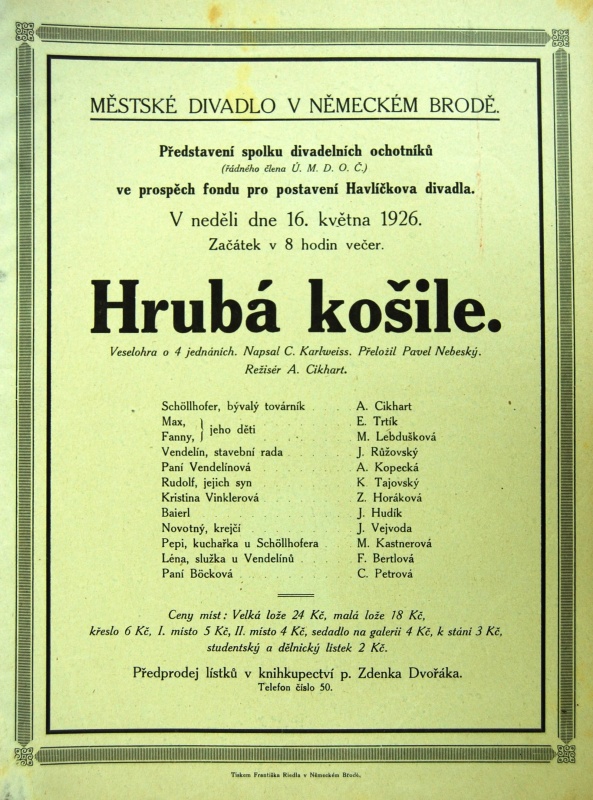 MĚSTSKÉ DIVADLO V NĚMECKÉM BRODĚ.
Představení spolku divadelních ochotníků
(řádného člena Ú. M. D. O. Č.)
ve prospěch fondu pro postavení Havlíčkova divadla.
V neděli dne 16. května 1926.
Začátek v 8 hodin večer.
Hrubá košile.
Veselohra o 4 jednáních. Napsal C. Karlweiss. Přeložil Pavel Nebeský.
Režisér A. Cikhart.
Schöllhofer, bývalý továrník . . . A. Cikhart
Max, } jeho děti . . . E. Trtík
Fanny, } jeho děti . . . M. Lebdušková
Vendelín, stavební rada . . . J. Růžovský
Paní Vendelínová . . . A. Kopecká
Rudolf, jejich syn . . . K Tajovský
Kristina Vinklerová . . . Z. Horáková
Baierl . . . J. Hudík
Novotný, krejčí . . . J. Vejvoda
Pepi, kuchařka u Schöllhofera . M. Kastnerová
Léna, služka u Vendelínů . . . F. Bertlová
Paní Böcková . . . C. Petrová
Ceny míst: Velká lože 24 Kč, malá lože 18 Kč,
křeslo 6 Kč, I. místo 5 Kč, II. místo 4 Kč, sedadlo na galerii 4 Kč, k stání 3 Kč,
studentský a dělnický lístek 2 Kč.
Předprodej lístků v knihkupectví p. Zdenka Dvořáka.
Telefon číslo 50.
Tiskem Františka Riedla v Německém Brodě.